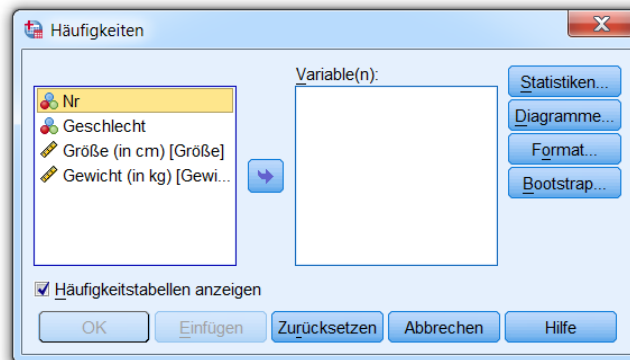 Häufigkeiten
Nr
Geschlecht
Größe (in cm) [Größe]
Gewicht (in kg) [Gewi...
Variable(n):
Statistiken...
Diagramme...
Format...
Bootstrap...
Häufigkeitstabellen anzeigen
OK Einfügen Zurücksetzen Abbrechen Hilfe